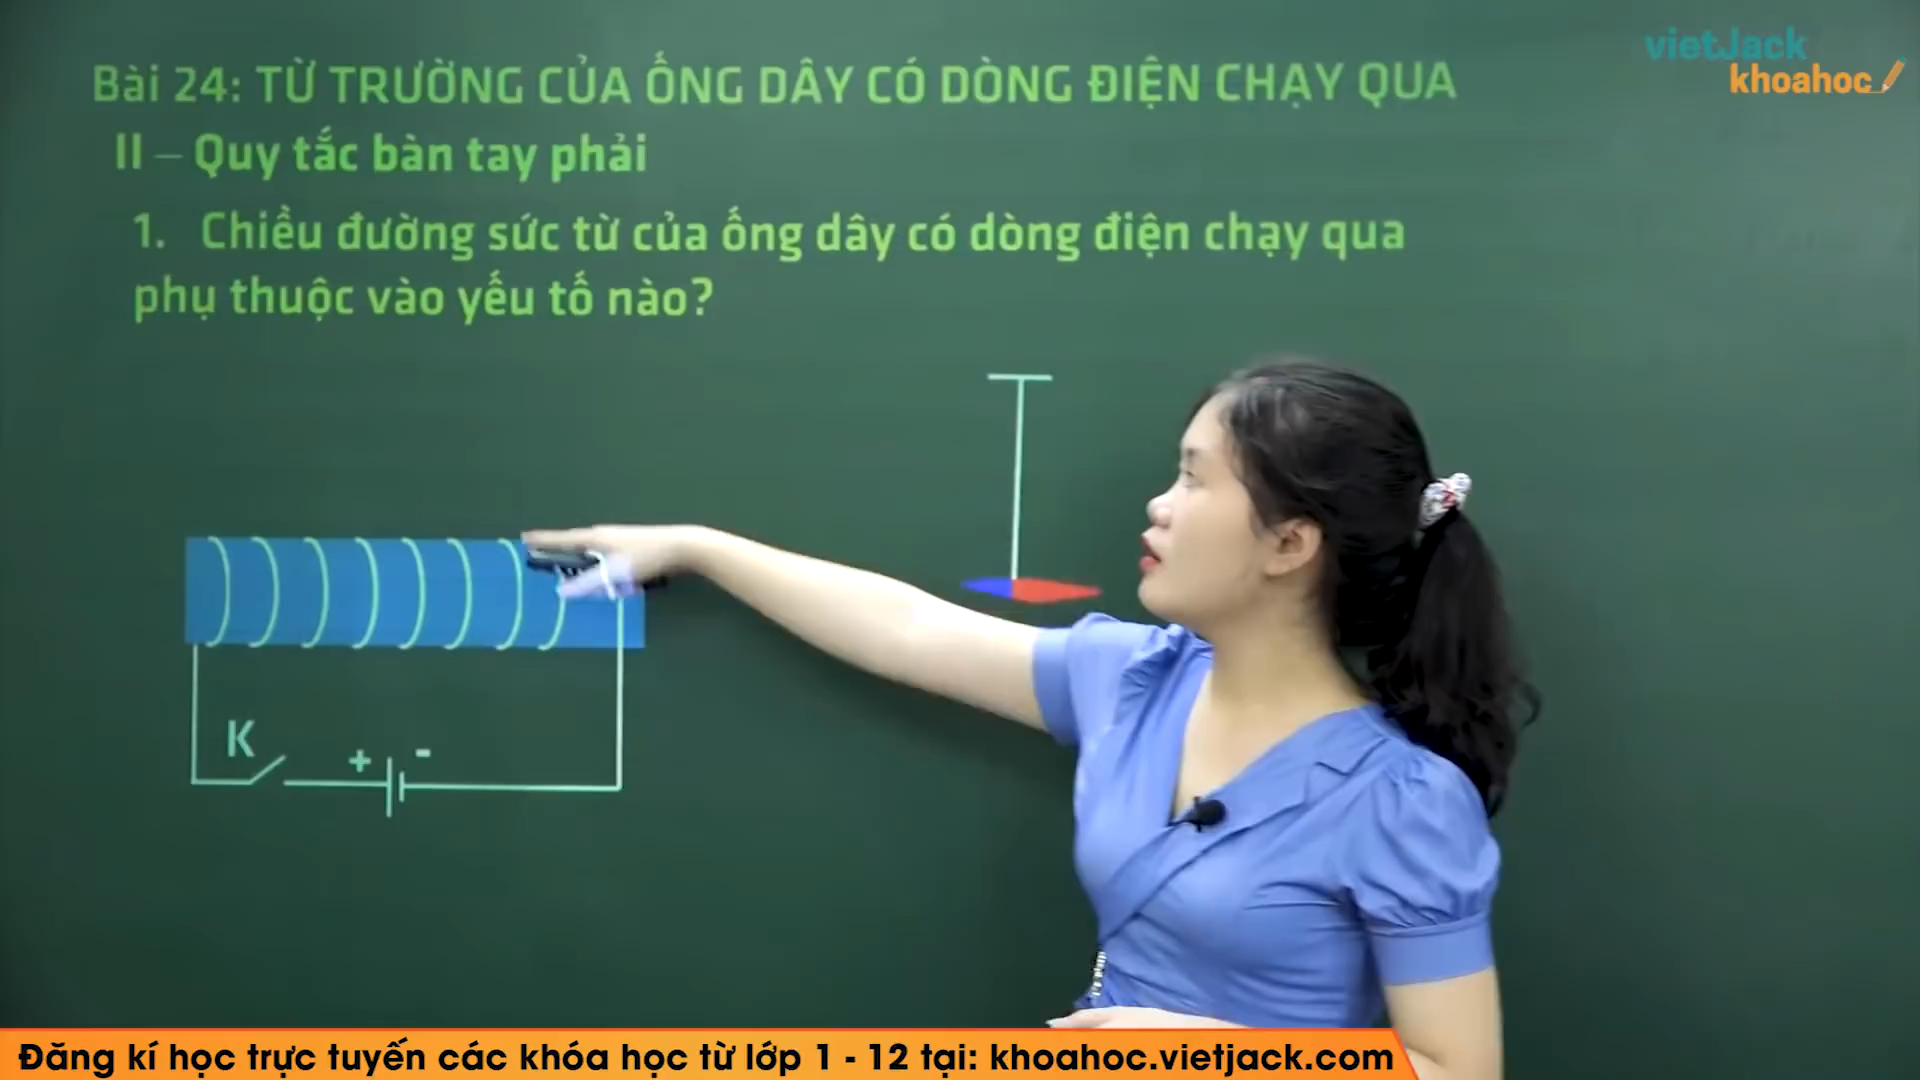 vietJack
khoahoc
Bài 24: TỪ TRƯỜNG CỦA ỐNG DÂY CÓ DÒNG ĐIỆN CHẠY QUA
II – Quy tắc bàn tay phải
1. Chiều đường sức từ của ống dây có dòng điện chạy qua
phụ thuộc vào yếu tố nào?
K
+ -
Đăng kí học trực tuyến các khóa học từ lớp 1 - 12 tại: khoahoc.vietjack.com